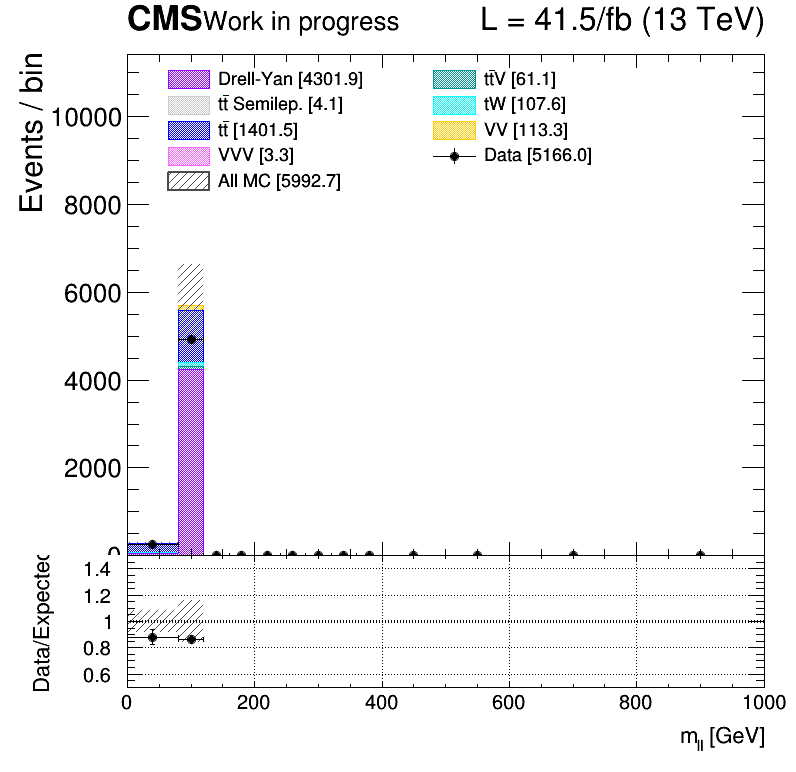 CMS Work in progress L = 41.5/fb (13 TeV)
Events / bin
10000
8000
6000
4000
2000
0
Drell-Yan [4301.9]
tt̄ Semilep. [4.1]
tt̄ [1401.5]
VVV [3.3]
All MC [5992.7]
tt̄V [61.1]
tW [107.6]
VV [113.3]
Data [5166.0]
Data/Expected
1.4
1.2
1
0.8
0.6
0 200 400 600 800 1000
m_ll [GeV]